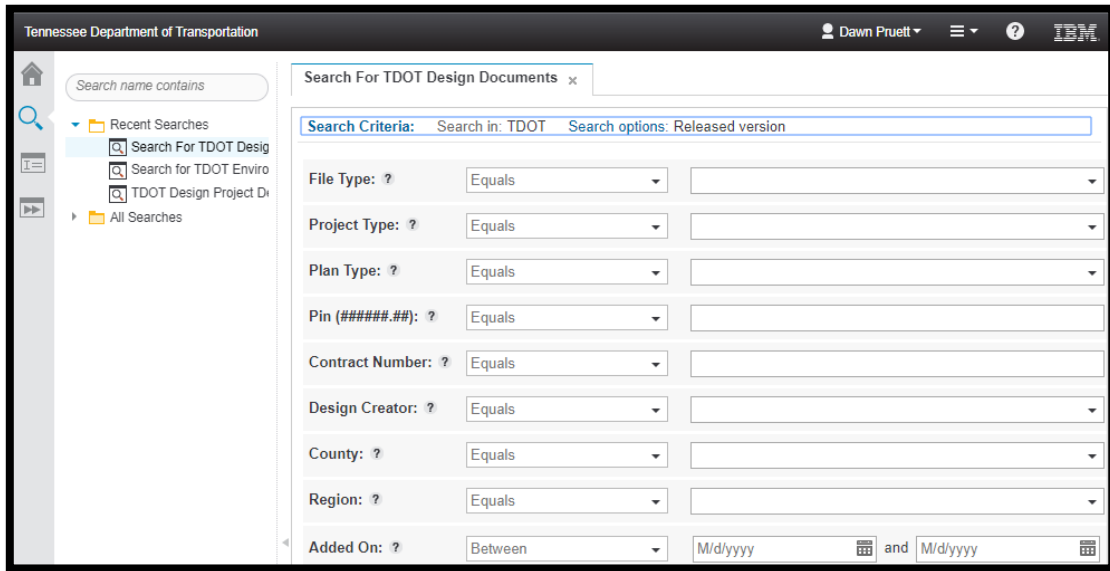 Tennessee Department of Transportation
Dawn Pruett
?
IBM
Search name contains
Recent Searches
Search For TDOT Desig
Search for TDOT Enviro
TDOT Design Project De
All Searches
Search For TDOT Design Documents x
Search Criteria: Search in: TDOT Search options: Released version
File Type: ? Equals
Project Type: ? Equals
Plan Type: ? Equals
Pin (######.##): ? Equals
Contract Number: ? Equals
Design Creator: ? Equals
County: ? Equals
Region: ? Equals
Added On: ? Between M/d/yyyy and M/d/yyyy